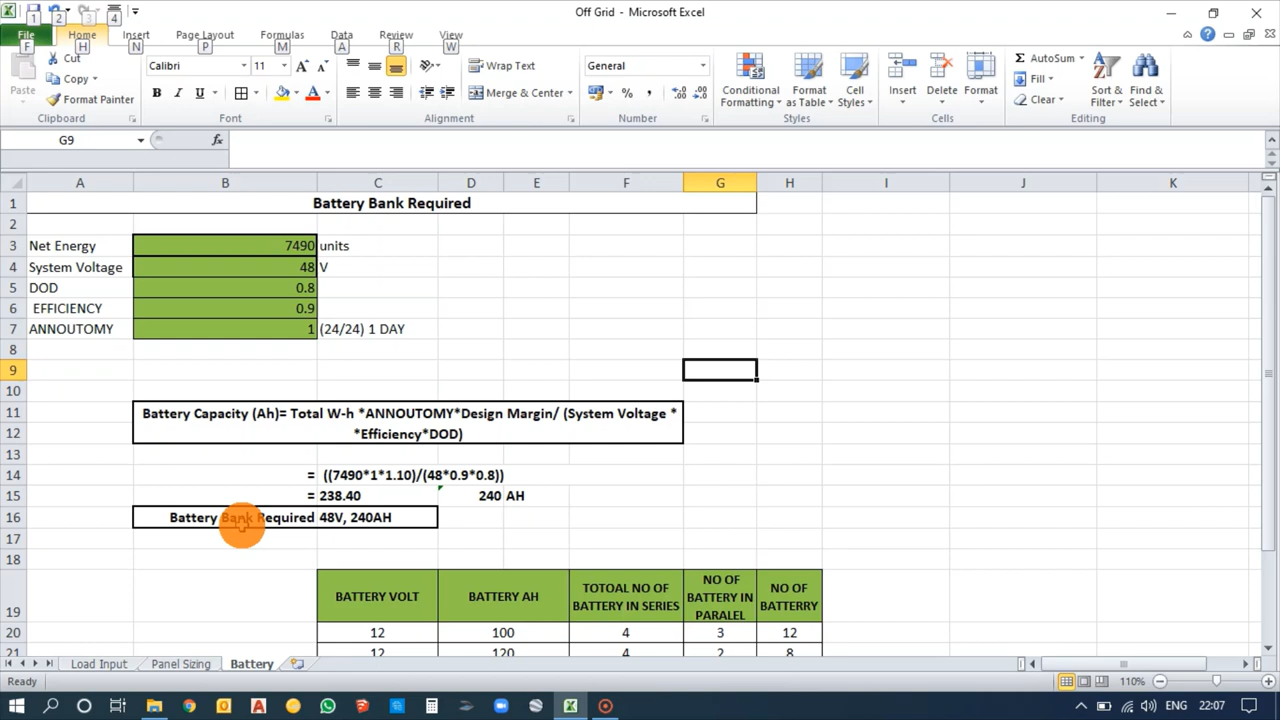 Off Grid - Microsoft Excel
1 2 3 4
File Home Insert Page Layout Formulas Data Review View
F H N P M A R W
Cut
Copy
Format Painter
Paste
Calibri 11
B I U
Wrap Text
Merge & Center
General
% ,
Conditional Formatting
Format as Table
Cell Styles
Insert
Delete
Format
Σ AutoSum
Fill
Clear
Sort & Filter
Find & Select
Clipboard Font Alignment Number Styles Cells Editing
G9 fx
A B C D E F G H I J K
1 Battery Bank Required
2
3 Net Energy 7490 units
4 System Voltage 48 V
5 DOD 0.8
6 EFFICIENCY 0.9
7 ANNOUTOMY 1 (24/24) 1 DAY
8
9
10
11 Battery Capacity (Ah)= Total W-h *ANNOUTOMY*Design Margin/ (System Voltage *
12 *Efficiency*DOD)
13
14 = ((7490*1*1.10)/(48*0.9*0.8))
15 = 238.40 240 AH
16 Battery Bank Required 48V, 240AH
17
18
19 BATTERY VOLT BATTERY AH TOTOAL NO OF BATTERY IN SERIES NO OF BATTERY IN PARALEL NO OF BATTERRY
20 12 100 4 3 12
21 12 120 4 2 8
Load Input Panel Sizing Battery
Ready 110%
ENG 22:07